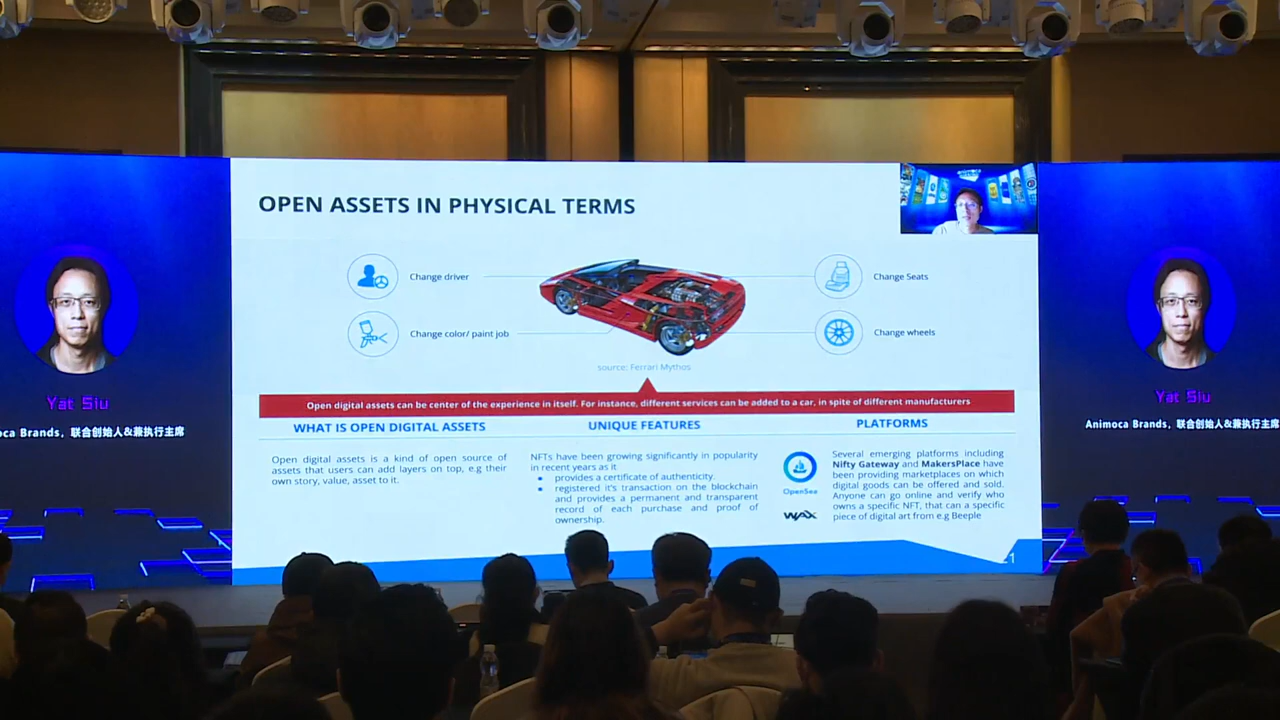 OPEN ASSETS IN PHYSICAL TERMS
Change driver
Change Seats
Change color/ paint job
Change wheels
source: Ferrari Mythos
Open digital assets can be center of the experience in itself. For instance, different services can be added to a car, in spite of different manufacturers
WHAT IS OPEN DIGITAL ASSETS
Open digital assets is a kind of open source of
assets that users can add layers on top, e.g their
own story, value, asset to it.
UNIQUE FEATURES
NFTs have been growing significantly in popularity
in recent years as it
• provides a certificate of authenticity.
• registered it's transaction on the blockchain
and provides a permanent and transparent
record of each purchase and proof of
ownership.
PLATFORMS
OpenSea
WAX
Several emerging platforms including
Nifty Gateway and MakersPlace have
been providing marketplaces on which
digital goods can be offered and sold.
Anyone can go online and verify who
owns a specific NFT, that can a specific
piece of digital art from e.g Beeple
Yat Siu
oca Brands，联合创始人&兼执行主席
Yat Siu
Animoca Brands，联合创始人&兼执行主席